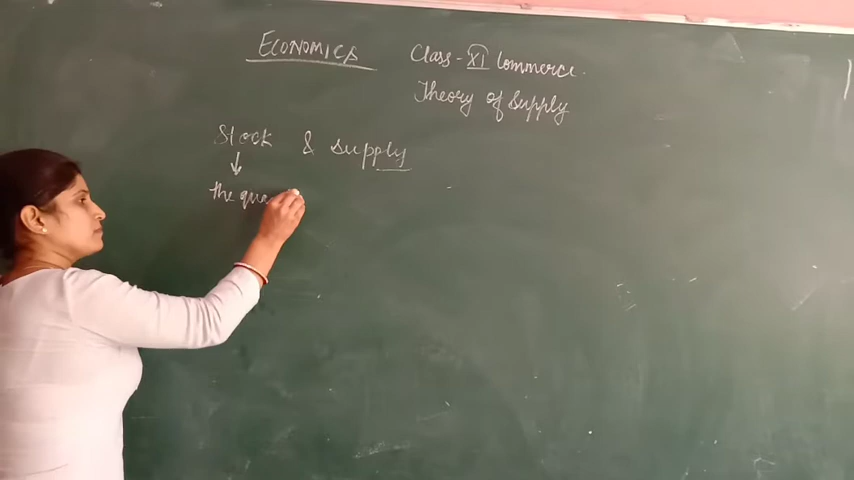 Economics
Class - XI Commerce
Theory of Supply
Stock & supply
↓
the qua